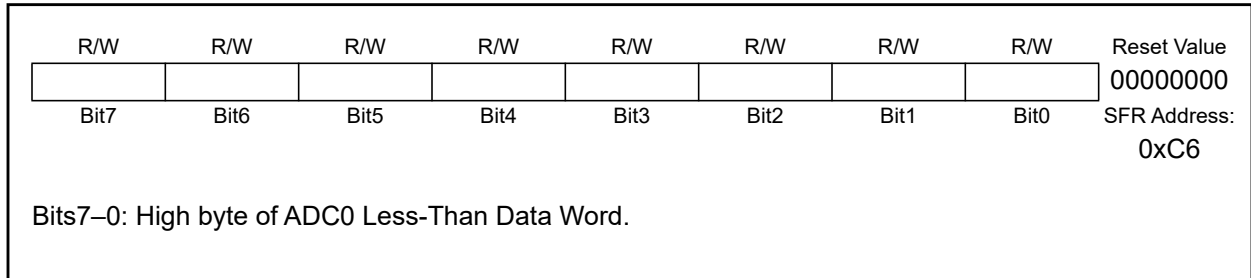 R/W R/W R/W R/W R/W R/W R/W R/W Reset Value
00000000
Bit7 Bit6 Bit5 Bit4 Bit3 Bit2 Bit1 Bit0 SFR Address:
0xC6
Bits7–0: High byte of ADC0 Less-Than Data Word.